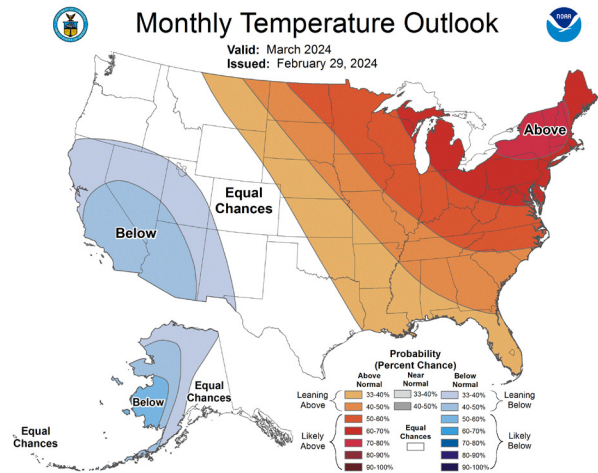 Monthly Temperature Outlook
NOAA
Valid: March 2024
Issued: February 29, 2024
Above
Equal
Chances
Below
Below
Equal
Chances
Equal
Chances
Probability
(Percent Chance)
Above
Normal
Near
Normal
Below
Normal
Leaning
Above
33-40%
40-50%
33-40%
40-50%
33-40%
40-50%
Leaning
Below
Likely
Above
50-60%
60-70%
70-80%
80-90%
90-100%
Equal
Chances
50-60%
60-70%
70-80%
80-90%
90-100%
Likely
Below